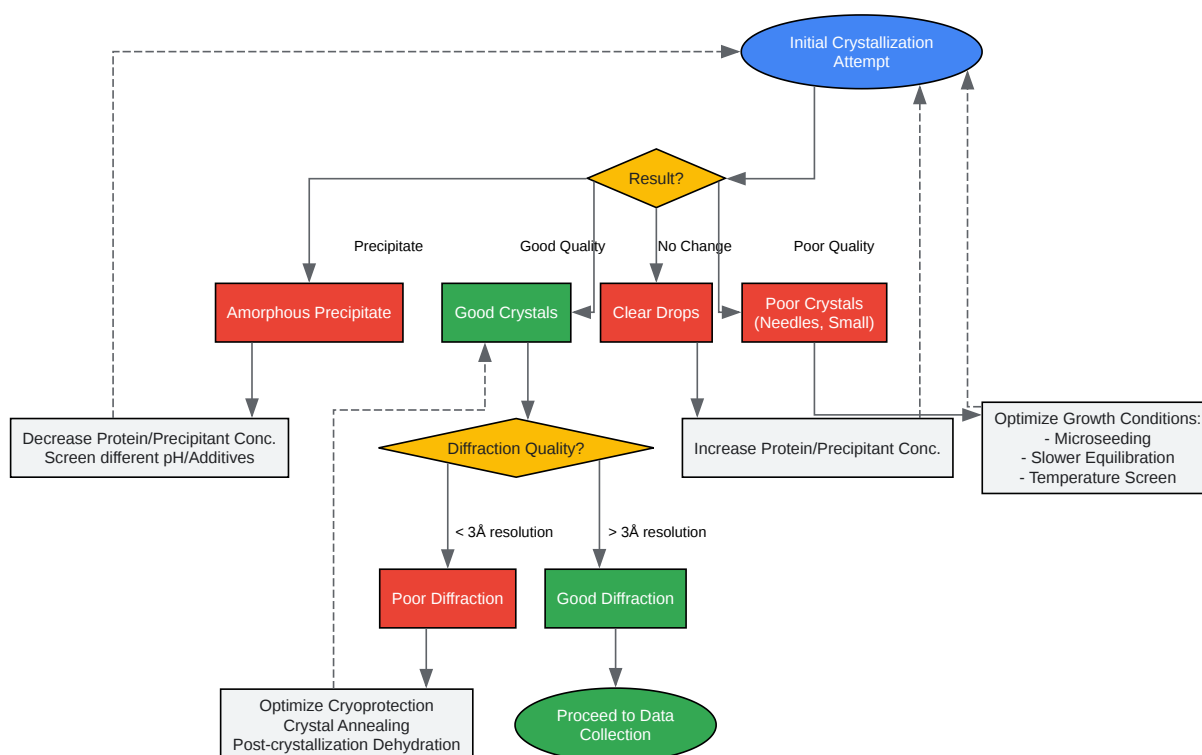 Initial Crystallization
Attempt
Result?
Precipitate
Good Quality
No Change
Poor Quality
Amorphous Precipitate
Good Crystals
Clear Drops
Poor Crystals
(Needles, Small)
Decrease Protein/Precipitant Conc.
Screen different pH/Additives
Diffraction Quality?
Increase Protein/Precipitant Conc.
Optimize Growth Conditions:
- Microseeding
- Slower Equilibration
- Temperature Screen
< 3Å resolution
> 3Å resolution
Poor Diffraction
Good Diffraction
Optimize Cryoprotection
Crystal Annealing
Post-crystallization Dehydration
Proceed to Data
Collection